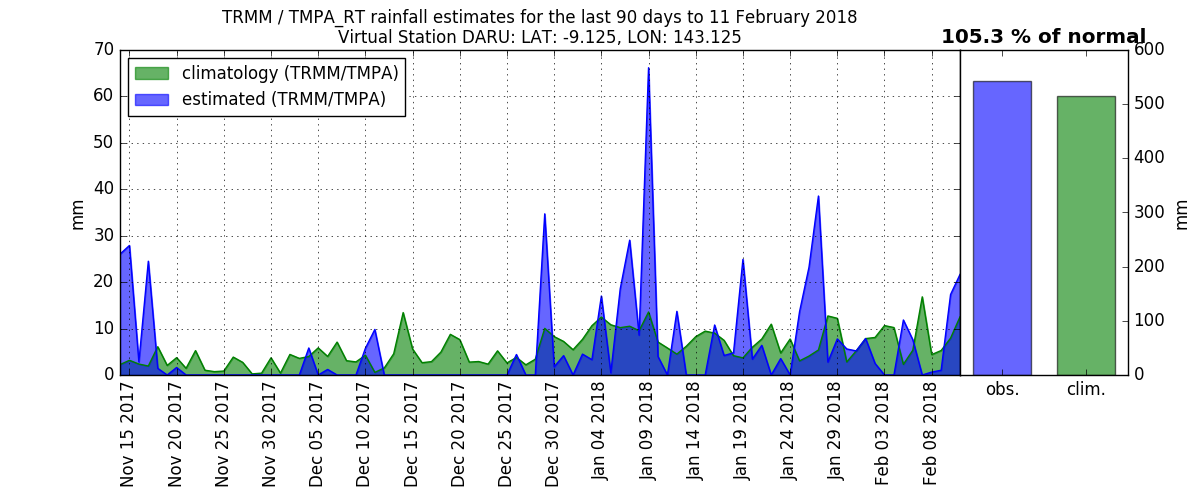 TRMM / TMPA_RT rainfall estimates for the last 90 days to 11 February 2018
Virtual Station DARU: LAT: -9.125, LON: 143.125
105.3 % of normal
climatology (TRMM/TMPA)
estimated (TRMM/TMPA)
70
60
50
40
30
20
10
0
mm
600
500
400
300
200
100
0
mm
obs.
clim.
Nov 15 2017
Nov 20 2017
Nov 25 2017
Nov 30 2017
Dec 05 2017
Dec 10 2017
Dec 15 2017
Dec 20 2017
Dec 25 2017
Dec 30 2017
Jan 04 2018
Jan 09 2018
Jan 14 2018
Jan 19 2018
Jan 24 2018
Jan 29 2018
Feb 03 2018
Feb 08 2018